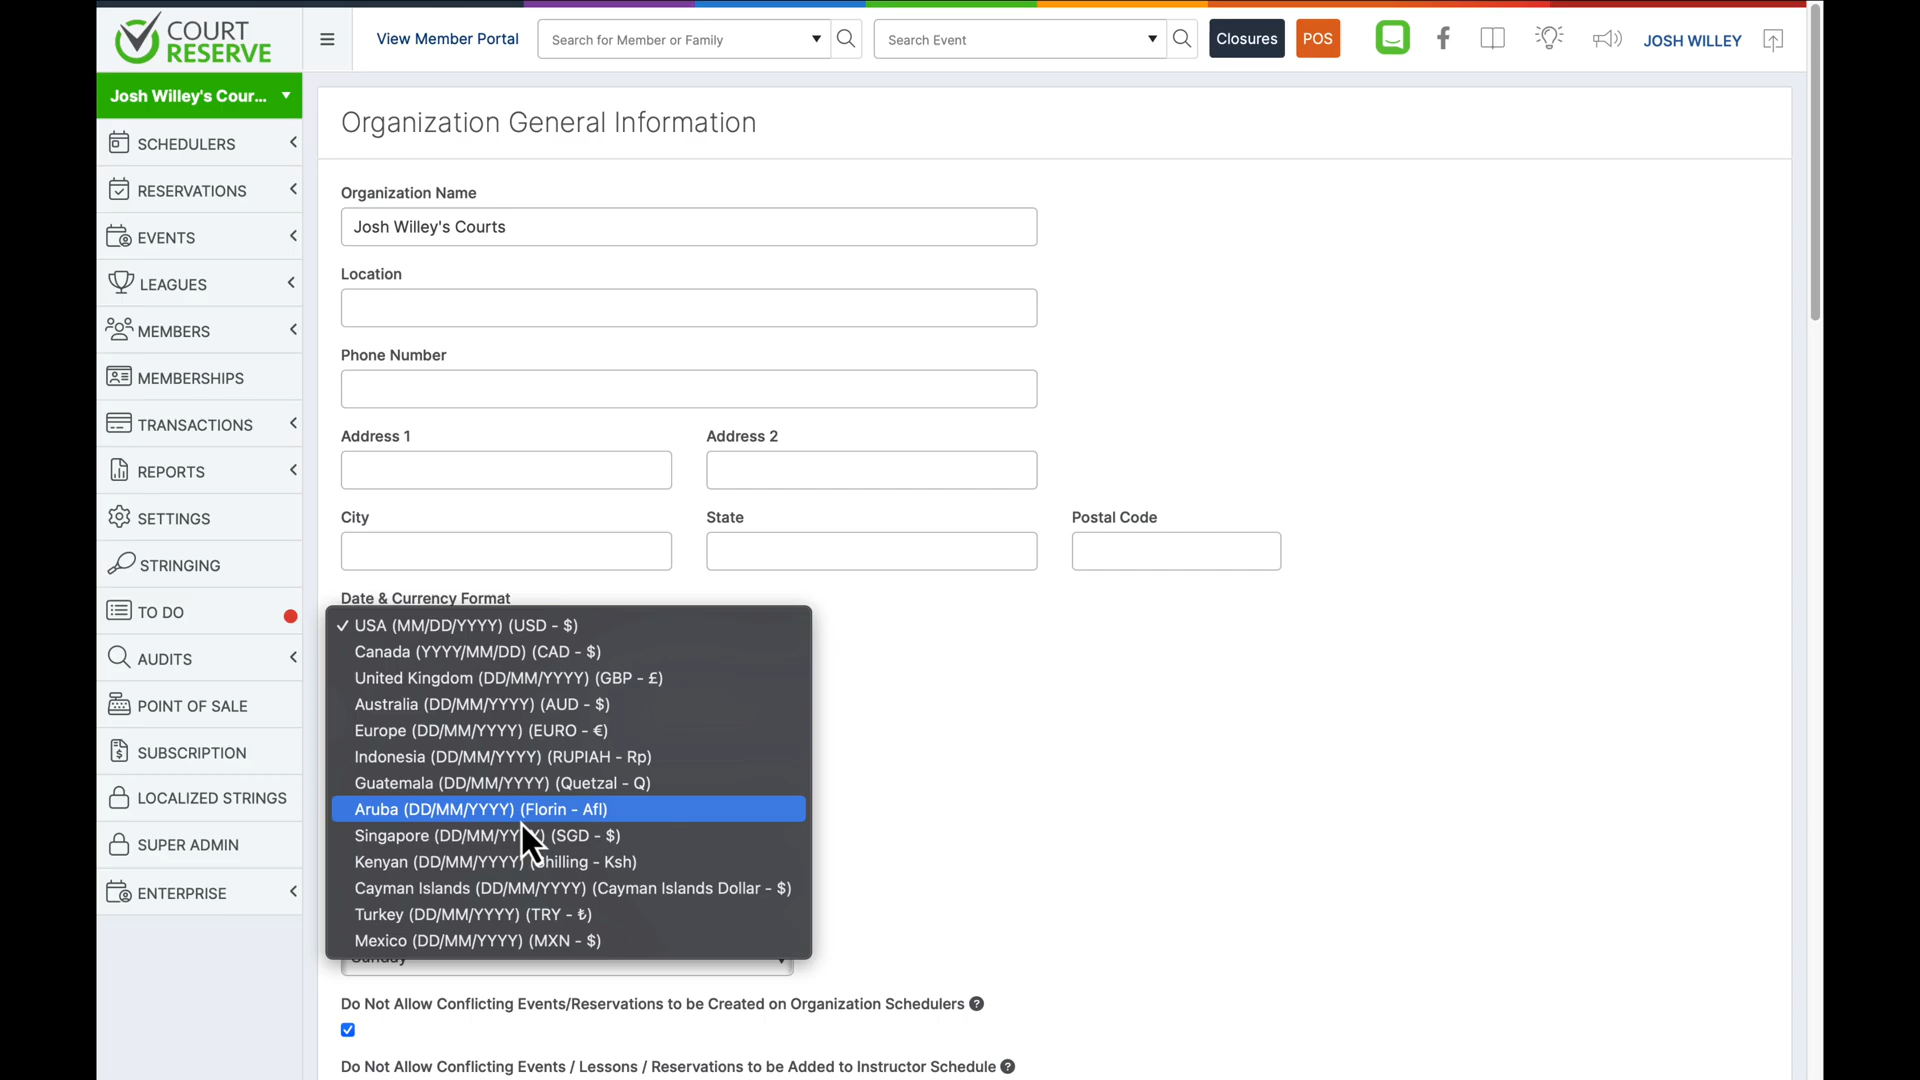 COURT
RESERVE
View Member Portal
Search for Member or Family
Search Event
Closures
POS
JOSH WILLEY
Josh Willey's Cour...
SCHEDULERS
RESERVATIONS
EVENTS
LEAGUES
MEMBERS
MEMBERSHIPS
TRANSACTIONS
REPORTS
SETTINGS
STRINGING
TO DO
AUDITS
POINT OF SALE
SUBSCRIPTION
LOCALIZED STRINGS
SUPER ADMIN
ENTERPRISE
Organization General Information
Organization Name
Josh Willey's Courts
Location
Phone Number
Address 1
Address 2
City
State
Postal Code
Date & Currency Format
✓ USA (MM/DD/YYYY) (USD - $)
Canada (YYYY/MM/DD) (CAD - $)
United Kingdom (DD/MM/YYYY) (GBP - £)
Australia (DD/MM/YYYY) (AUD - $)
Europe (DD/MM/YYYY) (EURO - €)
Indonesia (DD/MM/YYYY) (RUPIAH - Rp)
Guatemala (DD/MM/YYYY) (Quetzal - Q)
Aruba (DD/MM/YYYY) (Florin - Afl)
Singapore (DD/MM/YYYY) (SGD - $)
Kenyan (DD/MM/YYYY) (Shilling - Ksh)
Cayman Islands (DD/MM/YYYY) (Cayman Islands Dollar - $)
Turkey (DD/MM/YYYY) (TRY - ₺)
Mexico (DD/MM/YYYY) (MXN - $)
Sunday
Do Not Allow Conflicting Events/Reservations to be Created on Organization Schedulers ?
Do Not Allow Conflicting Events / Lessons / Reservations to be Added to Instructor Schedule ?